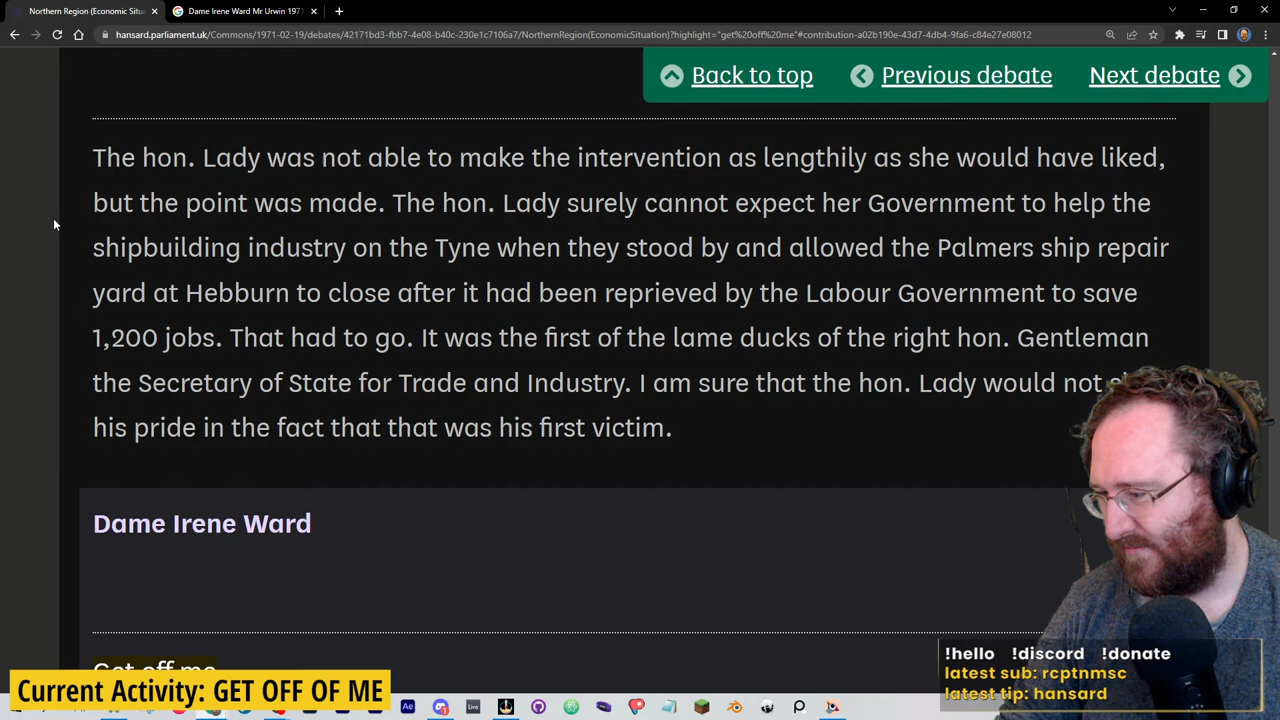 Northern Region (Economic Situa
Dame Irene Ward Mr Urwin 1971
hansard.parliament.uk/Commons/1971-02-19/debates/42171bd3-fbb7-4e08-b40c-230e1c7106a7/NorthernRegion(EconomicSituation)?highlight="get%20off%20me"#contribution-a02b190e-43d7-4db4-9fa6-c84e27e08012
Back to top Previous debate Next debate
The hon. Lady was not able to make the intervention as lengthily as she would have liked,
but the point was made. The hon. Lady surely cannot expect her Government to help the
shipbuilding industry on the Tyne when they stood by and allowed the Palmers ship repair
yard at Hebburn to close after it had been reprieved by the Labour Government to save
1,200 jobs. That had to go. It was the first of the lame ducks of the right hon. Gentleman
the Secretary of State for Trade and Industry. I am sure that the hon. Lady would not
his pride in the fact that that was his first victim.
Dame Irene Ward
Get off me
!hello !discord !donate
latest sub: rcptnmsc
latest tip: hansard
Current Activity: GET OFF OF ME
Ae
Live